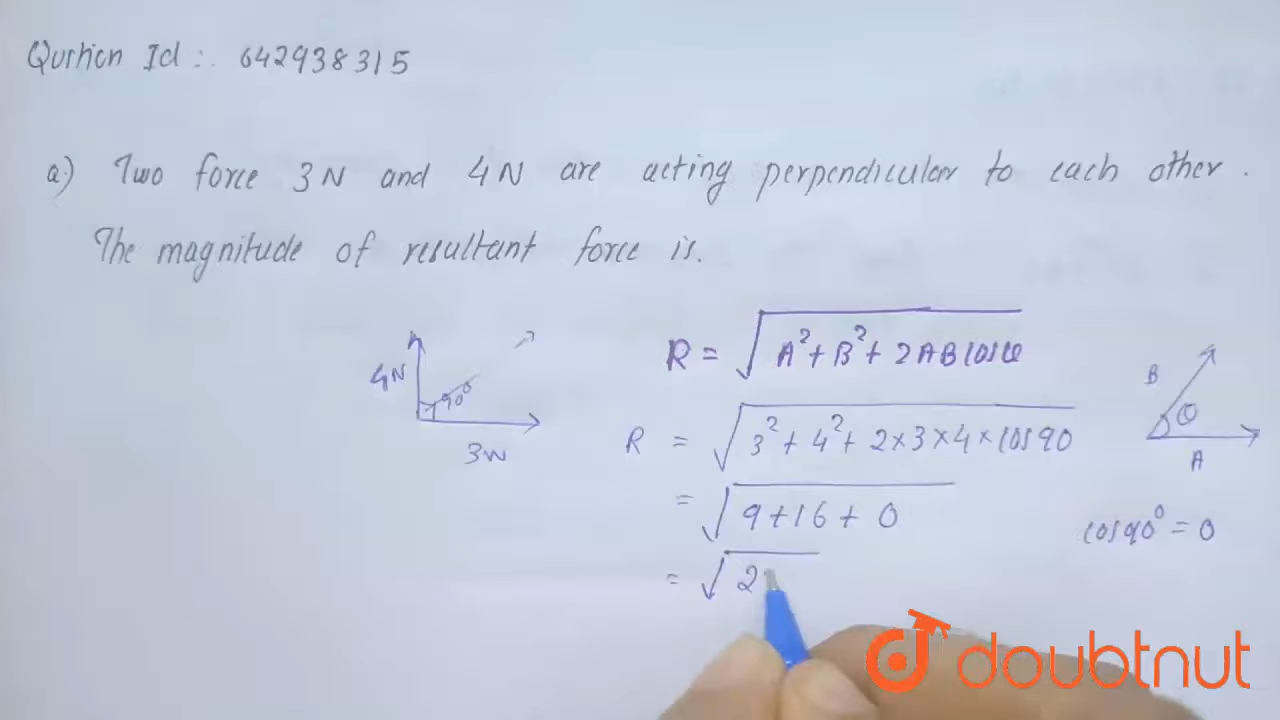 Qurtion Id :. 642938315
a.) Two force 3N and 4N are acting perpendicular to each other.
The magnitude of resultant force is.
4N
90°
3N
R = √A²+B²+2ABcosθ
R = √3²+4²+2×3×4×cos90
= √9+16+0
= √2
B
θ
A
cos90° = 0
doubtnut